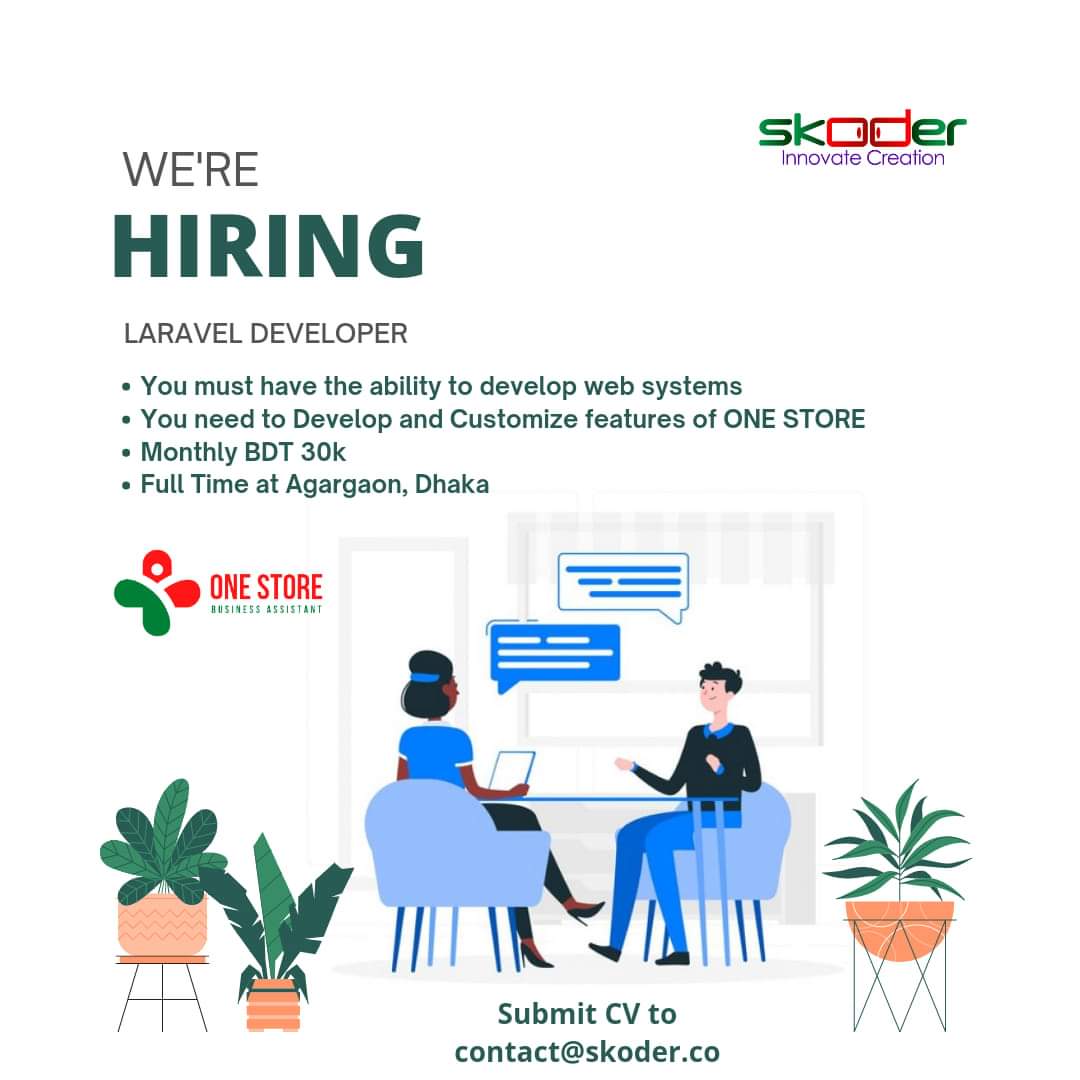 skoder
Innovate Creation
WE'RE
HIRING
LARAVEL DEVELOPER
• You must have the ability to develop web systems
• You need to Develop and Customize features of ONE STORE
• Monthly BDT 30k
• Full Time at Agargaon, Dhaka
ONE STORE
BUSINESS ASSISTANT
Submit CV to
contact@skoder.co